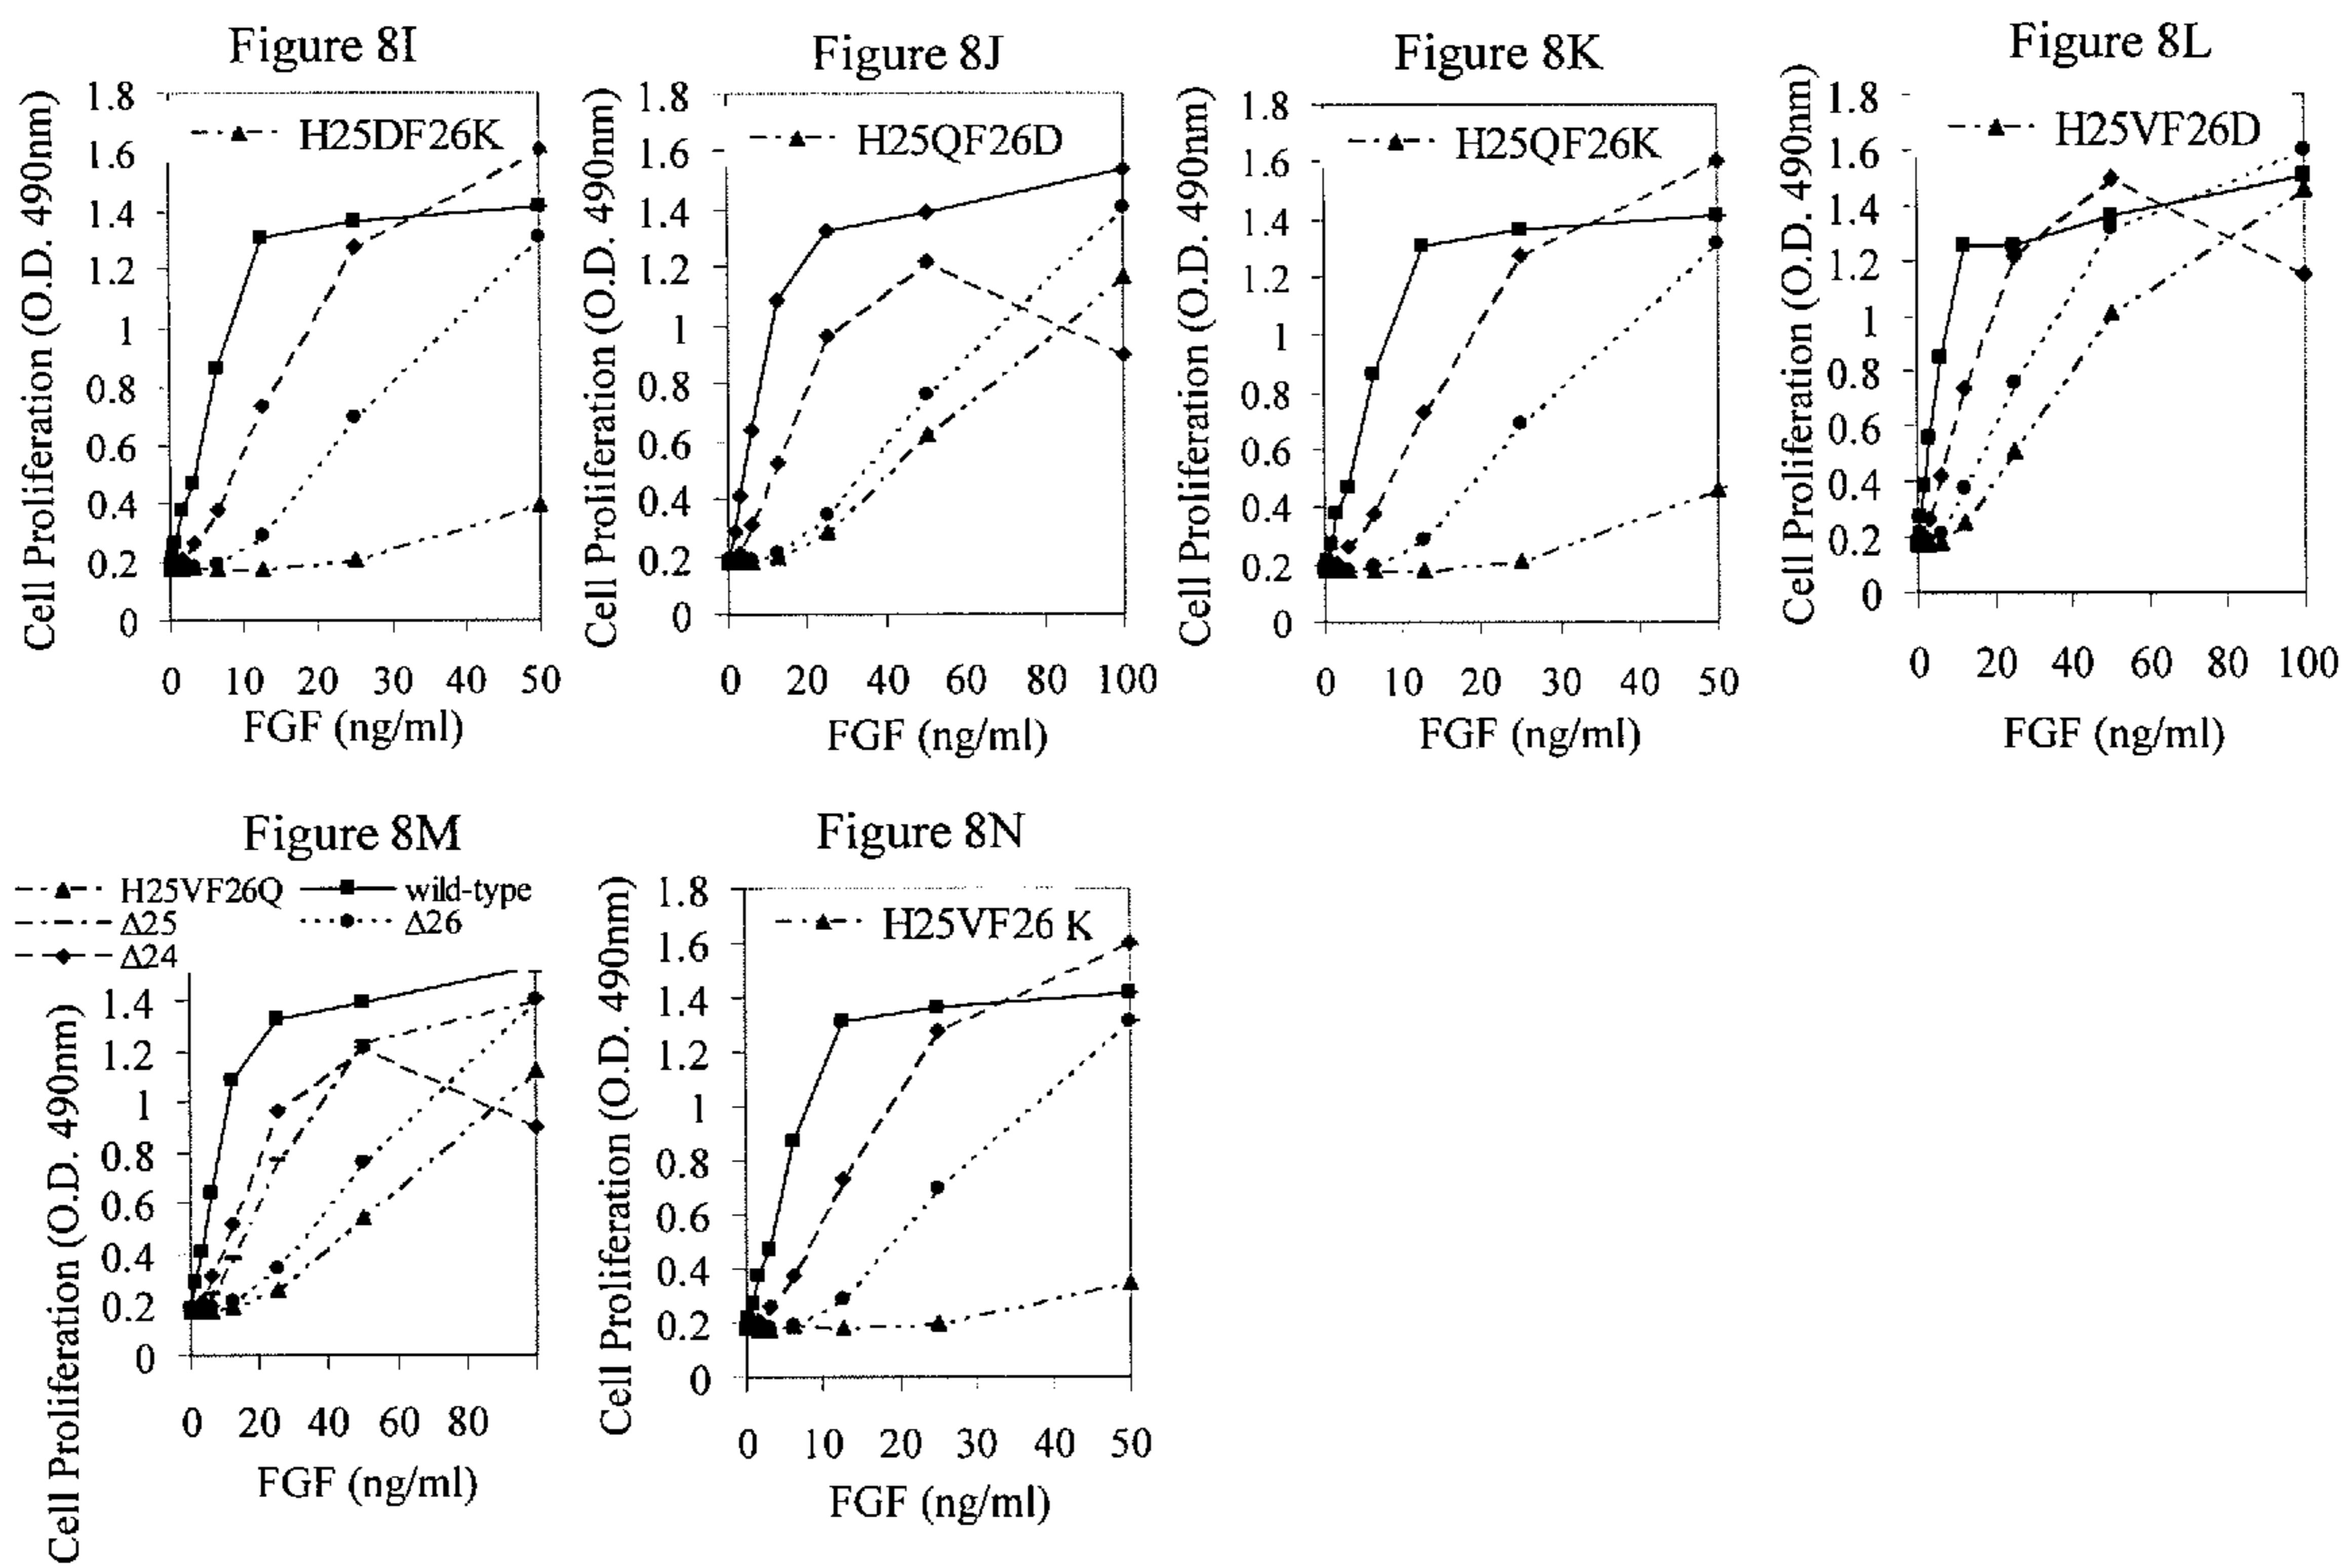 Figure 8I
Cell Proliferation (O.D. 490nm)
1.8
1.6
1.4
1.2
1
0.8
0.6
0.4
0.2
0
H25DF26K
0 10 20 30 40 50
FGF (ng/ml)
Figure 8J
Cell Proliferation (O.D. 490nm)
1.8
1.6
1.4
1.2
1
0.8
0.6
0.4
0.2
0
H25QF26D
0 20 40 60 80 100
FGF (ng/ml)
Figure 8K
Cell Proliferation (O.D. 490nm)
1.8
1.6
1.4
1.2
1
0.8
0.6
0.4
0.2
0
H25QF26K
0 10 20 30 40 50
FGF (ng/ml)
Figure 8L
Cell Proliferation (O.D. 490nm)
1.8
1.6
1.4
1.2
1
0.8
0.6
0.4
0.2
0
H25VF26D
0 20 40 60 80 100
FGF (ng/ml)
Figure 8M
H25VF26Q wild-type
Δ25 Δ26
Δ24
Cell Proliferation (O.D. 490nm)
1.4
1.2
1
0.8
0.6
0.4
0.2
0
0 20 40 60 80
FGF (ng/ml)
Figure 8N
Cell Proliferation (O.D. 490nm)
1.8
1.6
1.4
1.2
1
0.8
0.6
0.4
0.2
0
H25VF26 K
0 10 20 30 40 50
FGF (ng/ml)